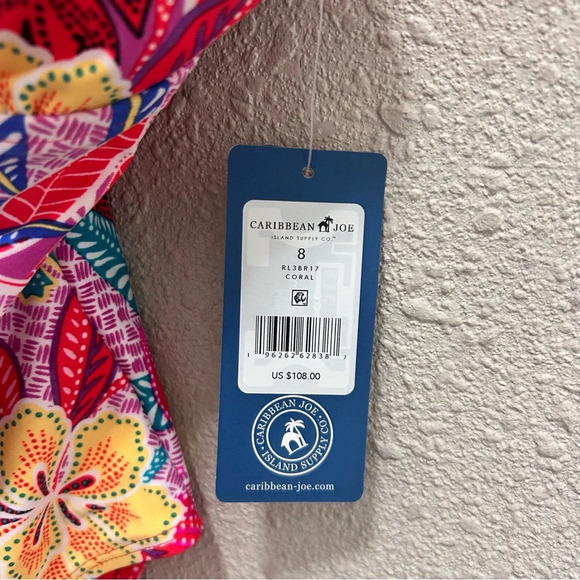 CARIBBEAN JOE
ISLAND SUPPLY CO.™
8
RL3BR17
CORAL
1 96262 62838 7
US $108.00
CARIBBEAN JOE
ISLAND SUPPLY CO.
caribbean-joe.com